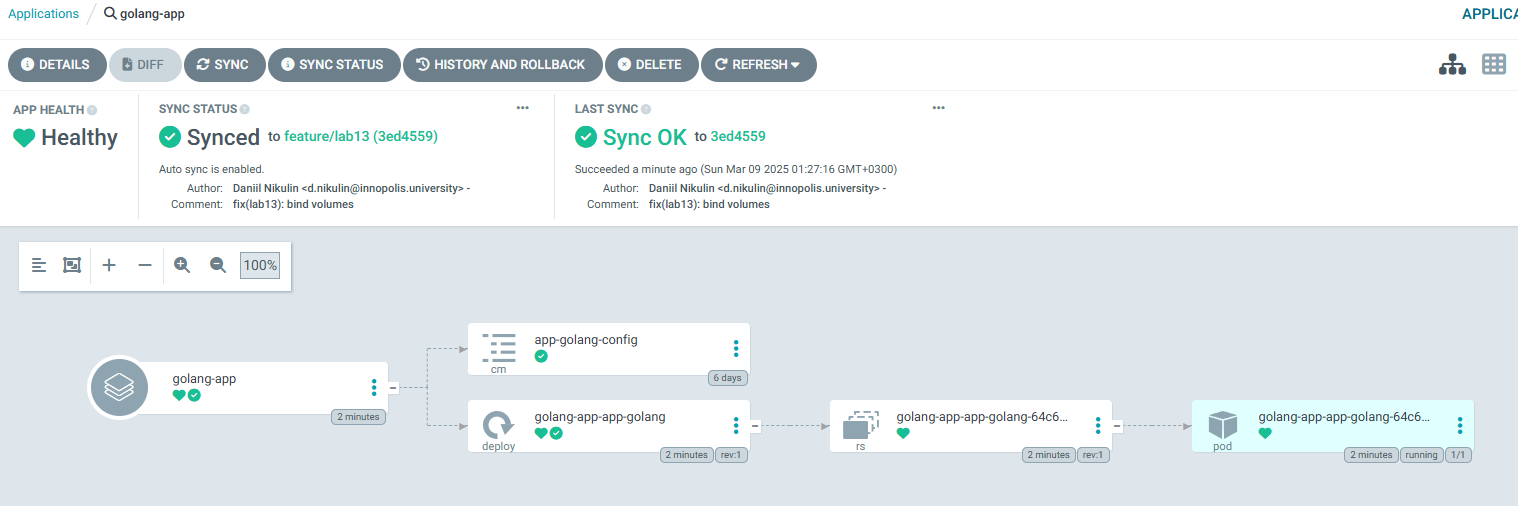 Applications / golang-app
APPLICA
DETAILS DIFF SYNC SYNC STATUS HISTORY AND ROLLBACK DELETE REFRESH
APP HEALTH
Healthy
SYNC STATUS
Synced to feature/lab13 (3ed4559)
Auto sync is enabled.
Author: Daniil Nikulin <d.nikulin@innopolis.university> -
Comment: fix(lab13): bind volumes
LAST SYNC
Sync OK to 3ed4559
Succeeded a minute ago (Sun Mar 09 2025 01:27:16 GMT+0300)
Author: Daniil Nikulin <d.nikulin@innopolis.university> -
Comment: fix(lab13): bind volumes
100%
golang-app
2 minutes
cm
app-golang-config
6 days
deploy
golang-app-app-golang
2 minutes rev:1
rs
golang-app-app-golang-64c6...
2 minutes rev:1
pod
golang-app-app-golang-64c6...
2 minutes running 1/1